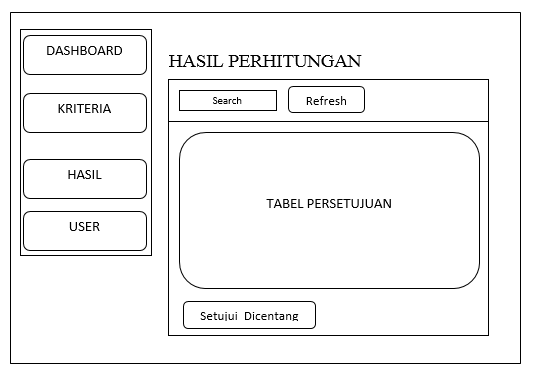 DASHBOARD
KRITERIA
HASIL
USER
HASIL PERHITUNGAN
Search
Refresh
TABEL PERSETUJUAN
Setujui Dicentang